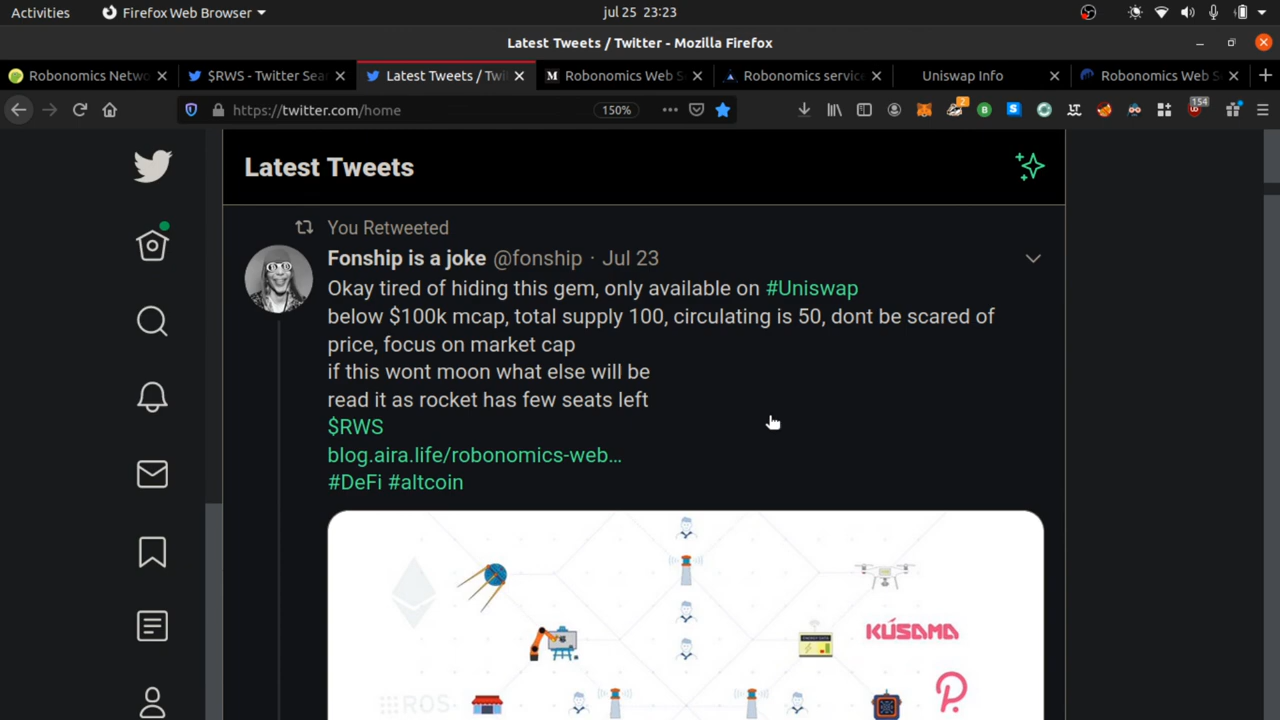 Activities
Firefox Web Browser
jul 25 23:23
Latest Tweets / Twitter - Mozilla Firefox
Robonomics Netwo
$RWS - Twitter Sear
Latest Tweets / Twi
Robonomics Web S
Robonomics service
Uniswap Info
Robonomics Web Se
https://twitter.com/home
150%
2
154
Latest Tweets
You Retweeted
Fonship is a joke @fonship · Jul 23
Okay tired of hiding this gem, only available on #Uniswap
below $100k mcap, total supply 100, circulating is 50, dont be scared of
price, focus on market cap
if this wont moon what else will be
read it as rocket has few seats left
$RWS
blog.aira.life/robonomics-web…
#DeFi #altcoin
KUSAMA
ROS